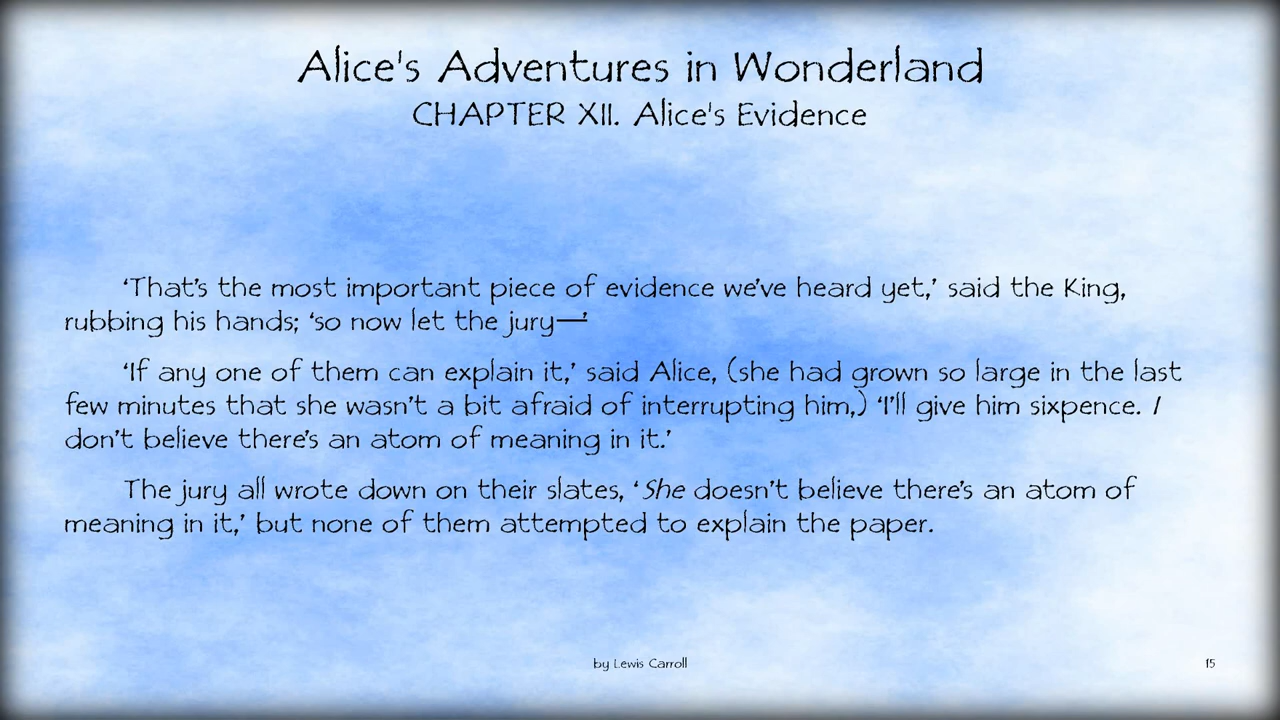 Alice's Adventures in Wonderland
CHAPTER XII. Alice's Evidence
‘That’s the most important piece of evidence we’ve heard yet,’ said the King,
rubbing his hands; ‘so now let the jury—’
‘If any one of them can explain it,’ said Alice, (she had grown so large in the last
few minutes that she wasn’t a bit afraid of interrupting him,) ‘I’ll give him sixpence. I
don’t believe there’s an atom of meaning in it.’
The jury all wrote down on their slates, ‘She doesn’t believe there’s an atom of
meaning in it,’ but none of them attempted to explain the paper.
by Lewis Carroll
15